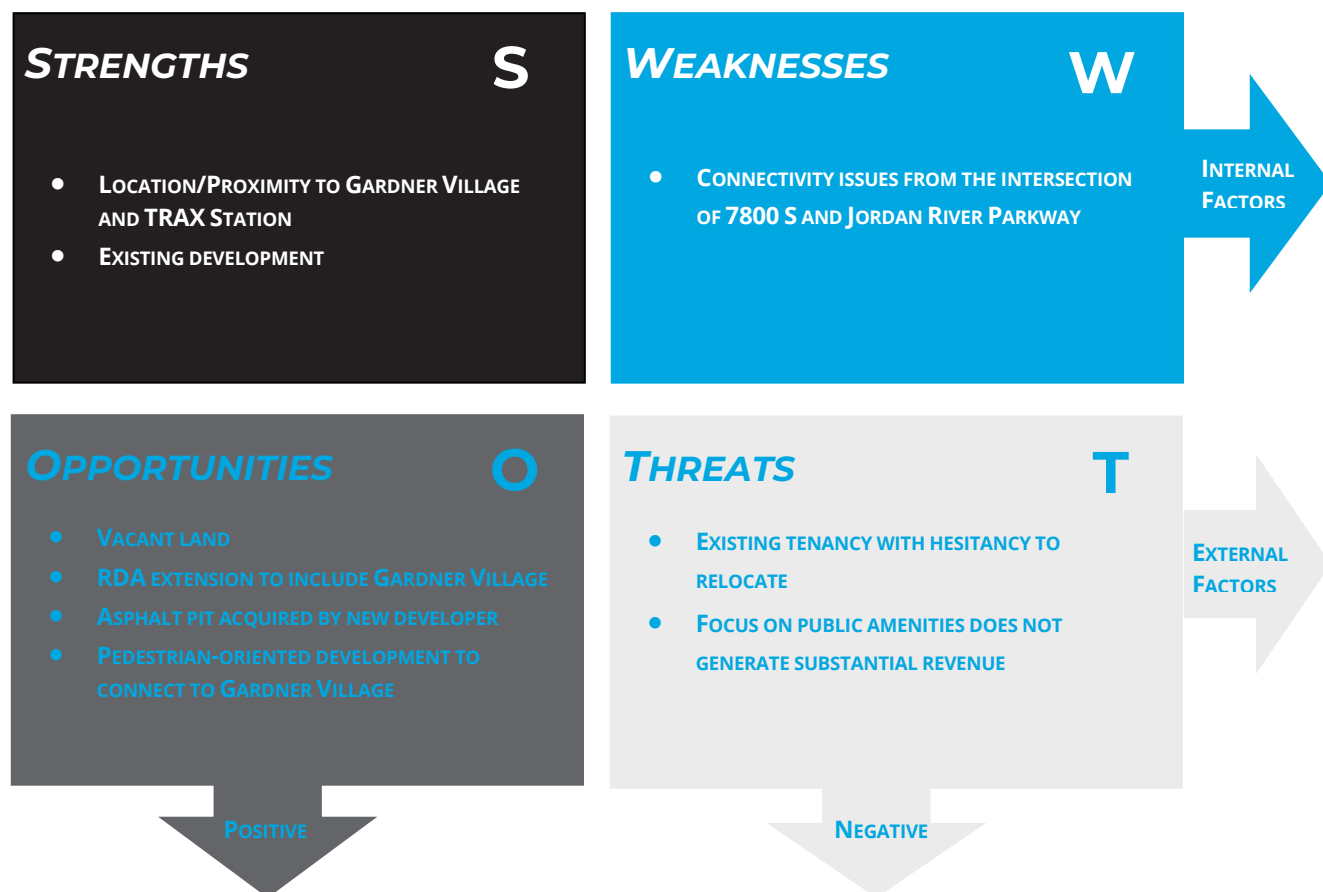 STRENGTHS S
• LOCATION/PROXIMITY TO GARDNER VILLAGE
AND TRAX STATION
• EXISTING DEVELOPMENT
WEAKNESSES W
• CONNECTIVITY ISSUES FROM THE INTERSECTION
OF 7800 S AND JORDAN RIVER PARKWAY
INTERNAL
FACTORS
OPPORTUNITIES O
• VACANT LAND
• RDA EXTENSION TO INCLUDE GARDNER VILLAGE
• ASPHALT PIT ACQUIRED BY NEW DEVELOPER
• PEDESTRIAN-ORIENTED DEVELOPMENT TO
CONNECT TO GARDNER VILLAGE
THREATS T
• EXISTING TENANCY WITH HESITANCY TO
RELOCATE
• FOCUS ON PUBLIC AMENITIES DOES NOT
GENERATE SUBSTANTIAL REVENUE
EXTERNAL
FACTORS
POSITIVE
NEGATIVE